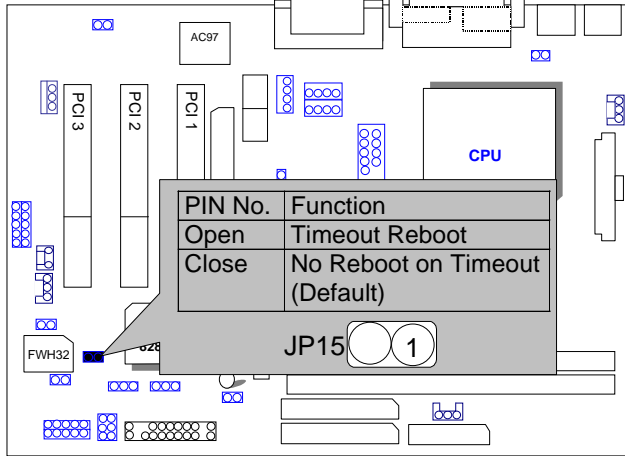 AC97
PCI 3
PCI 2
PCI 1
CPU
PIN No. Function
Open Timeout Reboot
Close No Reboot on Timeout
(Default)
JP15 1
FWH32